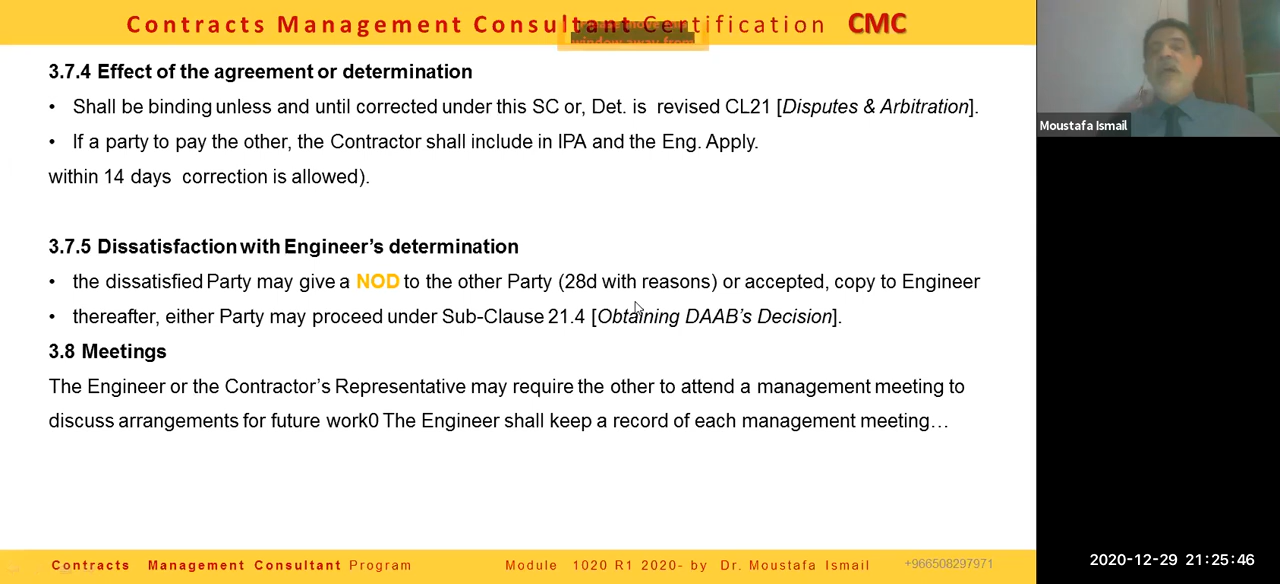 Contracts Management Consultant Certification CMC
window away from
3.7.4 Effect of the agreement or determination
• Shall be binding unless and until corrected under this SC or, Det. is revised CL21 [Disputes & Arbitration].
• If a party to pay the other, the Contractor shall include in IPA and the Eng. Apply.
within 14 days correction is allowed).
3.7.5 Dissatisfaction with Engineer’s determination
• the dissatisfied Party may give a NOD to the other Party (28d with reasons) or accepted, copy to Engineer
• thereafter, either Party may proceed under Sub-Clause 21.4 [Obtaining DAAB’s Decision].
3.8 Meetings
The Engineer or the Contractor’s Representative may require the other to attend a management meeting to
discuss arrangements for future work0 The Engineer shall keep a record of each management meeting…
Contracts Management Consultant Program
Module 1020 R1 2020- by Dr. Moustafa Ismail
+966508297971
Moustafa Ismail
2020-12-29 21:25:46